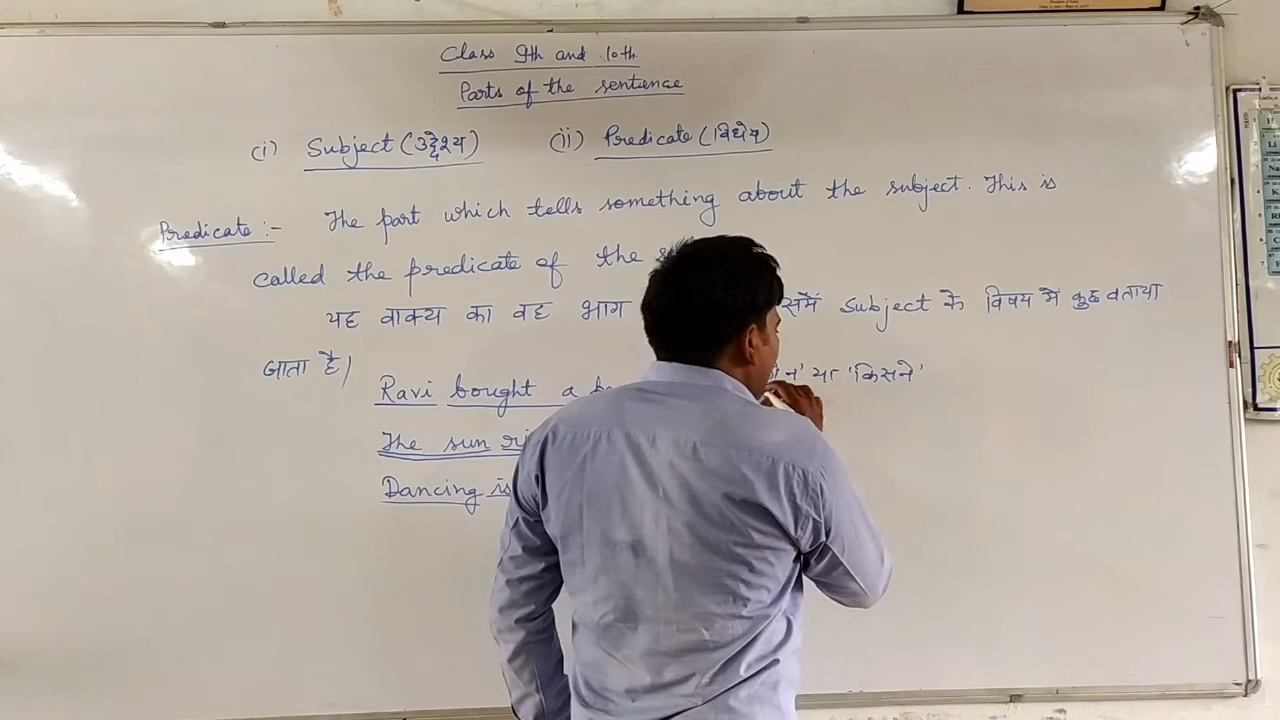 Class 9th and 10th
Parts of the sentence
(i) Subject (उद्देश्य) (ii) Predicate (विधेय)
Predicate :- The part which tells something about the subject. This is
called the predicate of the
यह वाक्य का वह भाग subject के विषय में कुछ बताया
जाता है।
Ravi bought a या 'किसने'
The sun
Dancing is